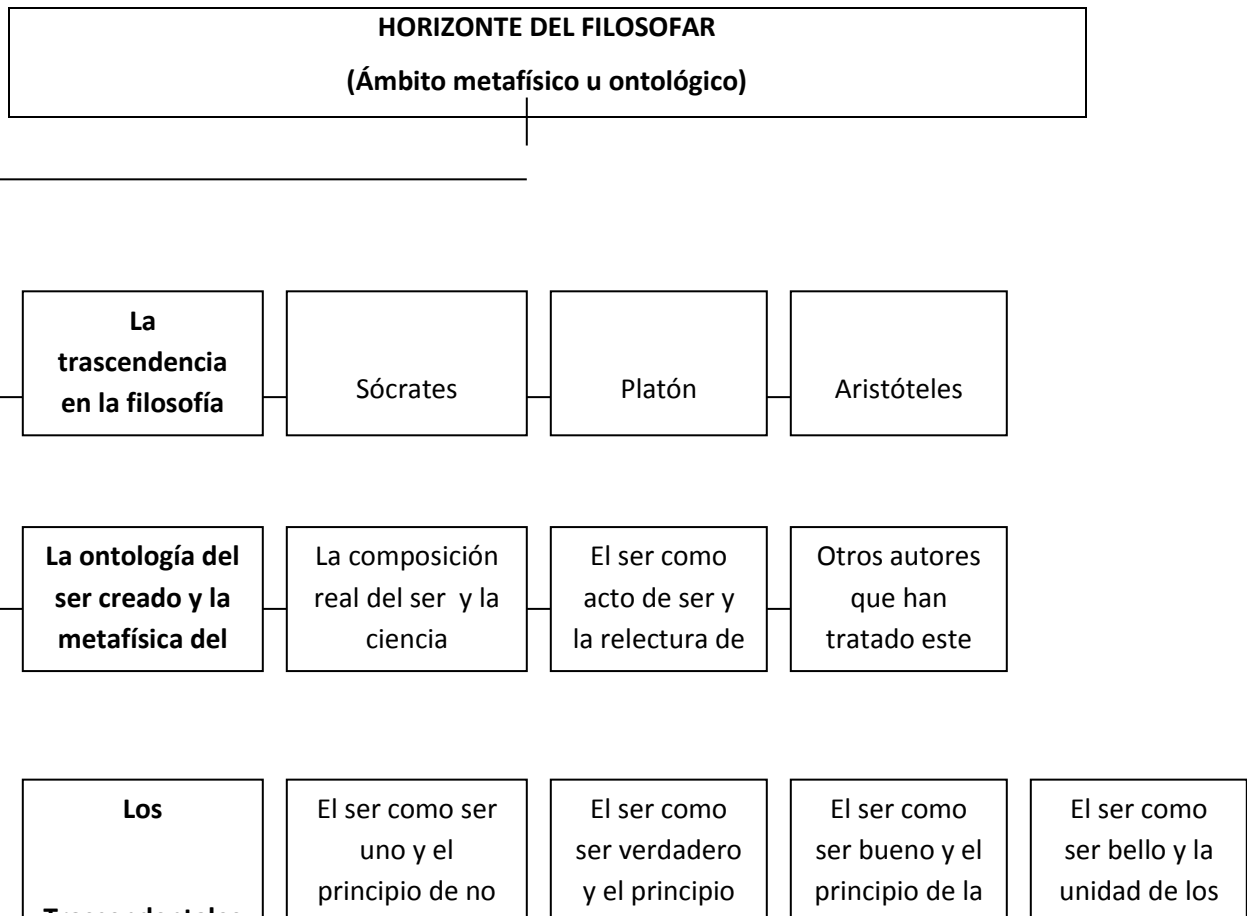 HORIZONTE DEL FILOSOFAR
(Ámbito metafísico u ontológico)
La
trascendencia
en la filosofía
Sócrates
Platón
Aristóteles
La ontología del
ser creado y la
metafísica del
La composición
real del ser y la
ciencia
El ser como
acto de ser y
la relectura de
Otros autores
que han
tratado este
Los
Trascendentales
El ser como ser
uno y el
principio de no
El ser como
ser verdadero
y el principio
El ser como
ser bueno y el
principio de la
El ser como
ser bello y la
unidad de los